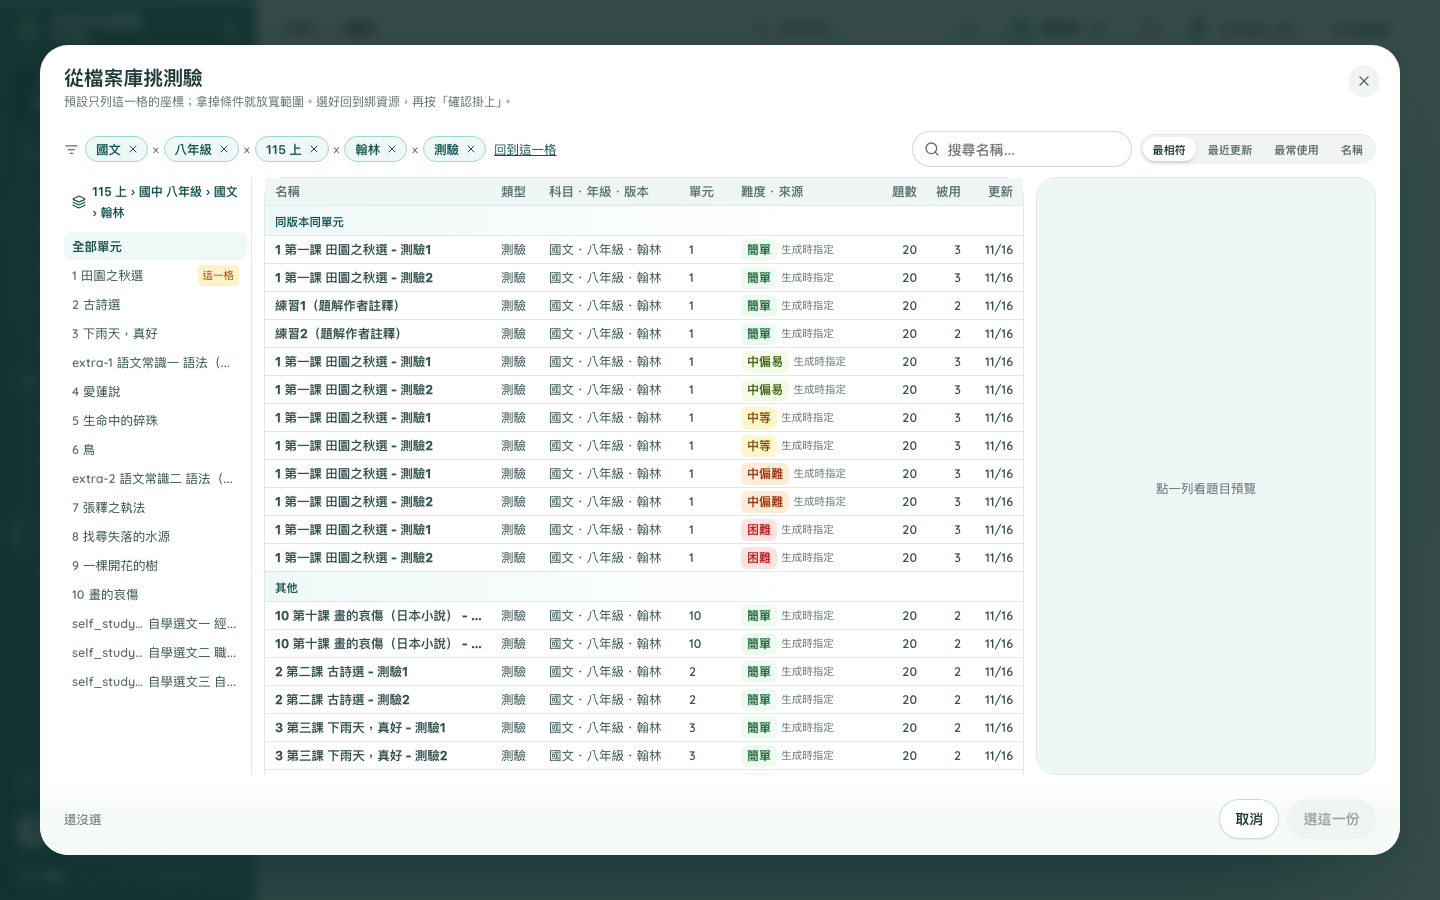 從檔案庫挑測驗
預設只列這一格的座標；拿掉條件就放寬範圍。選好回到綁資源，再按「確認掛上」。
國文 × × 八年級 × × 115 上 × × 翰林 × × 測驗 × 回到這一格
搜尋名稱...
最相符 最近更新 最常使用 名稱
115 上 › 國中 八年級 › 國文
› 翰林
全部單元
1 田園之秋選 這一格
2 古詩選
3 下雨天，真好
extra-1 語文常識一 語法（...
4 愛蓮說
5 生命中的碎珠
6 鳥
extra-2 語文常識二 語法（...
7 張釋之執法
8 找尋失落的水源
9 一棵開花的樹
10 畫的哀傷
self_study... 自學選文一 經...
self_study... 自學選文二 職...
self_study... 自學選文三 自...
名稱 類型 科目 · 年級 · 版本 單元 難度 · 來源 題數 被用 更新
同版本同單元
1 第一課 田園之秋選 - 測驗1 測驗 國文 · 八年級 · 翰林 1 簡單 生成時指定 20 3 11/16
1 第一課 田園之秋選 - 測驗2 測驗 國文 · 八年級 · 翰林 1 簡單 生成時指定 20 3 11/16
練習1（題解作者註釋） 測驗 國文 · 八年級 · 翰林 1 簡單 生成時指定 20 2 11/16
練習2（題解作者註釋） 測驗 國文 · 八年級 · 翰林 1 簡單 生成時指定 20 2 11/16
1 第一課 田園之秋選 - 測驗1 測驗 國文 · 八年級 · 翰林 1 中偏易 生成時指定 20 3 11/16
1 第一課 田園之秋選 - 測驗2 測驗 國文 · 八年級 · 翰林 1 中偏易 生成時指定 20 3 11/16
1 第一課 田園之秋選 - 測驗1 測驗 國文 · 八年級 · 翰林 1 中等 生成時指定 20 3 11/16
1 第一課 田園之秋選 - 測驗2 測驗 國文 · 八年級 · 翰林 1 中等 生成時指定 20 3 11/16
1 第一課 田園之秋選 - 測驗1 測驗 國文 · 八年級 · 翰林 1 中偏難 生成時指定 20 3 11/16
1 第一課 田園之秋選 - 測驗2 測驗 國文 · 八年級 · 翰林 1 中偏難 生成時指定 20 3 11/16
1 第一課 田園之秋選 - 測驗1 測驗 國文 · 八年級 · 翰林 1 困難 生成時指定 20 3 11/16
1 第一課 田園之秋選 - 測驗2 測驗 國文 · 八年級 · 翰林 1 困難 生成時指定 20 3 11/16
其他
10 第十課 畫的哀傷（日本小說） - ... 測驗 國文 · 八年級 · 翰林 10 簡單 生成時指定 20 2 11/16
10 第十課 畫的哀傷（日本小說） - ... 測驗 國文 · 八年級 · 翰林 10 簡單 生成時指定 20 2 11/16
2 第二課 古詩選 - 測驗1 測驗 國文 · 八年級 · 翰林 2 簡單 生成時指定 20 2 11/16
2 第二課 古詩選 - 測驗2 測驗 國文 · 八年級 · 翰林 2 簡單 生成時指定 20 2 11/16
3 第三課 下雨天，真好 - 測驗1 測驗 國文 · 八年級 · 翰林 3 簡單 生成時指定 20 2 11/16
3 第三課 下雨天，真好 - 測驗2 測驗 國文 · 八年級 · 翰林 3 簡單 生成時指定 20 2 11/16
點一列看題目預覽
還沒選
取消 選這一份